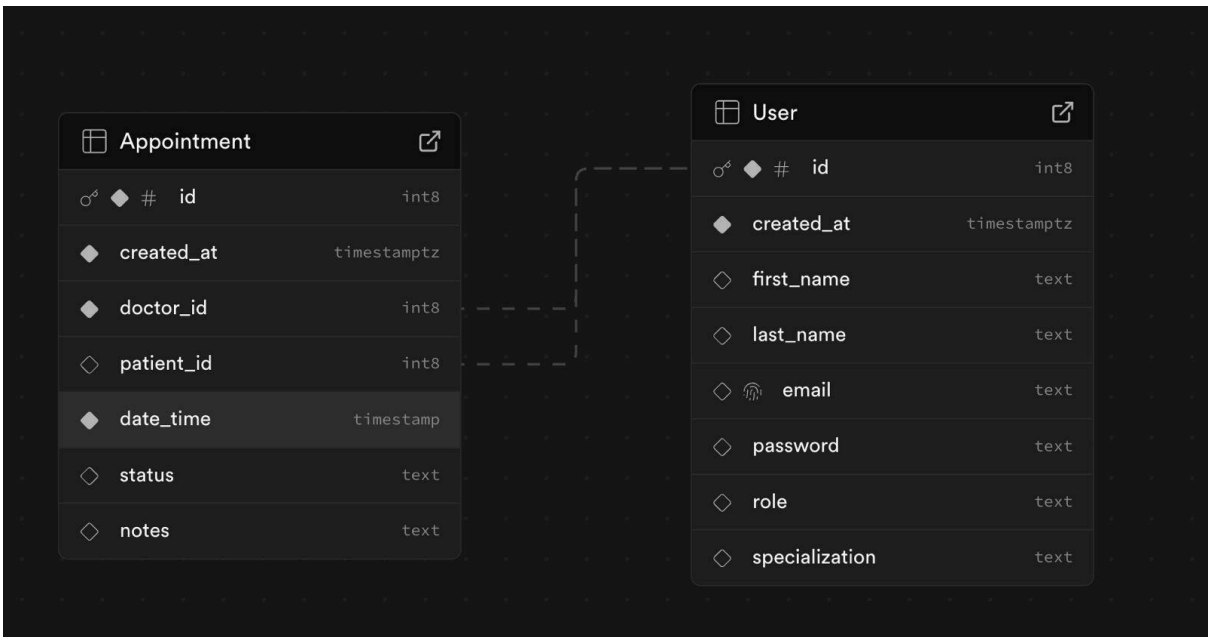 Appointment
# id int8
created_at timestamptz
doctor_id int8
patient_id int8
date_time timestamp
status text
notes text
User
# id int8
created_at timestamptz
first_name text
last_name text
email text
password text
role text
specialization text